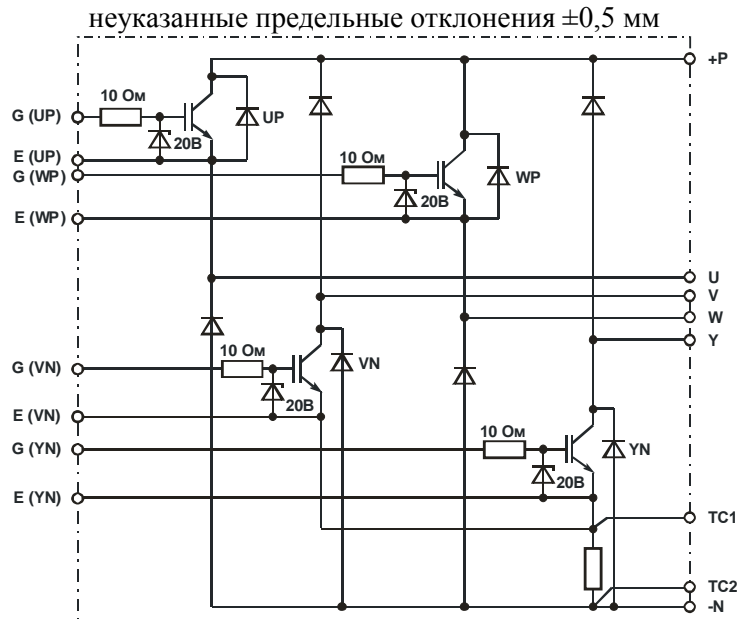 неуказанные предельные отклонения ±0,5 мм
+P
10 Ом
G (UP)
UP
20В
E (UP)
10 Ом
G (WP)
WP
20В
E (WP)
U
V
W
Y
10 Ом
G (VN)
VN
20В
E (VN)
10 Ом
G (YN)
YN
20В
E (YN)
TC1
TC2
-N